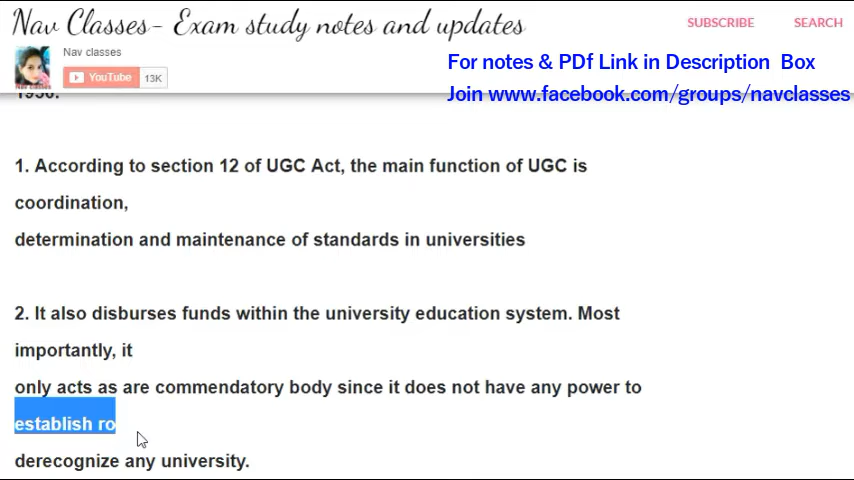 Nav Classes- Exam study notes and updates
SUBSCRIBE
SEARCH
Nav classes
YouTube
13K
For notes & PDf Link in Description Box
Join www.facebook.com/groups/navclasses
1956.
1. According to section 12 of UGC Act, the main function of UGC is
coordination,
determination and maintenance of standards in universities
2. It also disburses funds within the university education system. Most
importantly, it
only acts as are commendatory body since it does not have any power to
establish ro
derecognize any university.